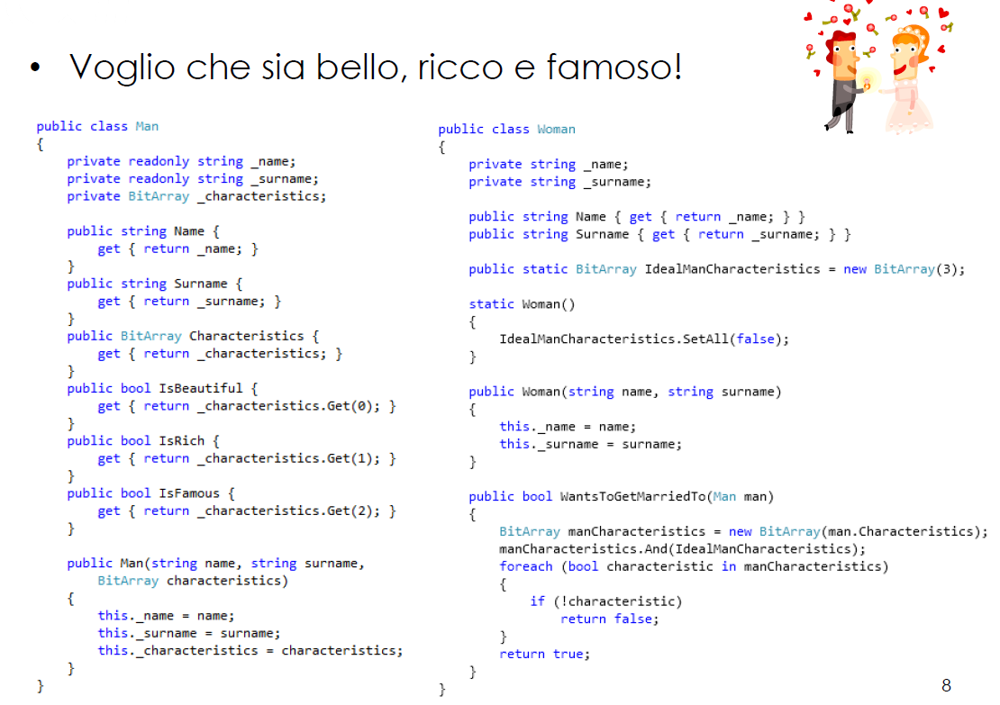 • Voglio che sia bello, ricco e famoso!
public class Man
{
    private readonly string _name;
    private readonly string _surname;
    private BitArray _characteristics;

    public string Name {
        get { return _name; }
    }
    public string Surname {
        get { return _surname; }
    }
    public BitArray Characteristics {
        get { return _characteristics; }
    }
    public bool IsBeautiful {
        get { return _characteristics.Get(0); }
    }
    public bool IsRich {
        get { return _characteristics.Get(1); }
    }
    public bool IsFamous {
        get { return _characteristics.Get(2); }
    }

    public Man(string name, string surname,
        BitArray characteristics)
    {
        this._name = name;
        this._surname = surname;
        this._characteristics = characteristics;
    }
}
public class Woman
{
    private string _name;
    private string _surname;

    public string Name { get { return _name; } }
    public string Surname { get { return _surname; } }

    public static BitArray IdealManCharacteristics = new BitArray(3);

    static Woman()
    {
        IdealManCharacteristics.SetAll(false);
    }

    public Woman(string name, string surname)
    {
        this._name = name;
        this._surname = surname;
    }

    public bool WantsToGetMarriedTo(Man man)
    {
        BitArray manCharacteristics = new BitArray(man.Characteristics);
        manCharacteristics.And(IdealManCharacteristics);
        foreach (bool characteristic in manCharacteristics)
        {
            if (!characteristic)
                return false;
        }
        return true;
    }
}
8